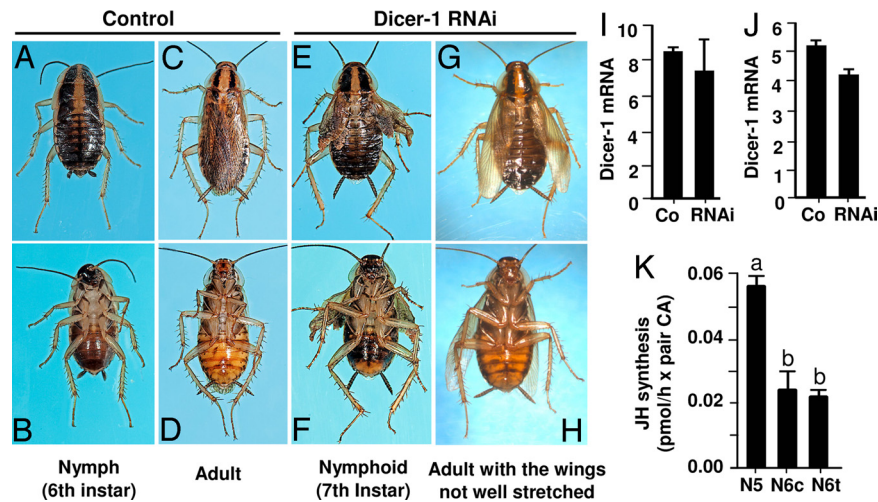 Control
Dicer-1 RNAi
A
C
E
G
B
D
F
H
Nymph
(6th instar)
Adult
Nymphoid
(7th Instar)
Adult with the wings
not well stretched
I
Dicer-1 mRNA
10
8
6
4
2
0
Co RNAi
J
Dicer-1 mRNA
6
5
4
3
2
1
0
Co RNAi
K
JH synthesis
(pmol/h x pair CA)
0.06
0.04
0.02
0.00
a
b
b
N5 N6c N6t